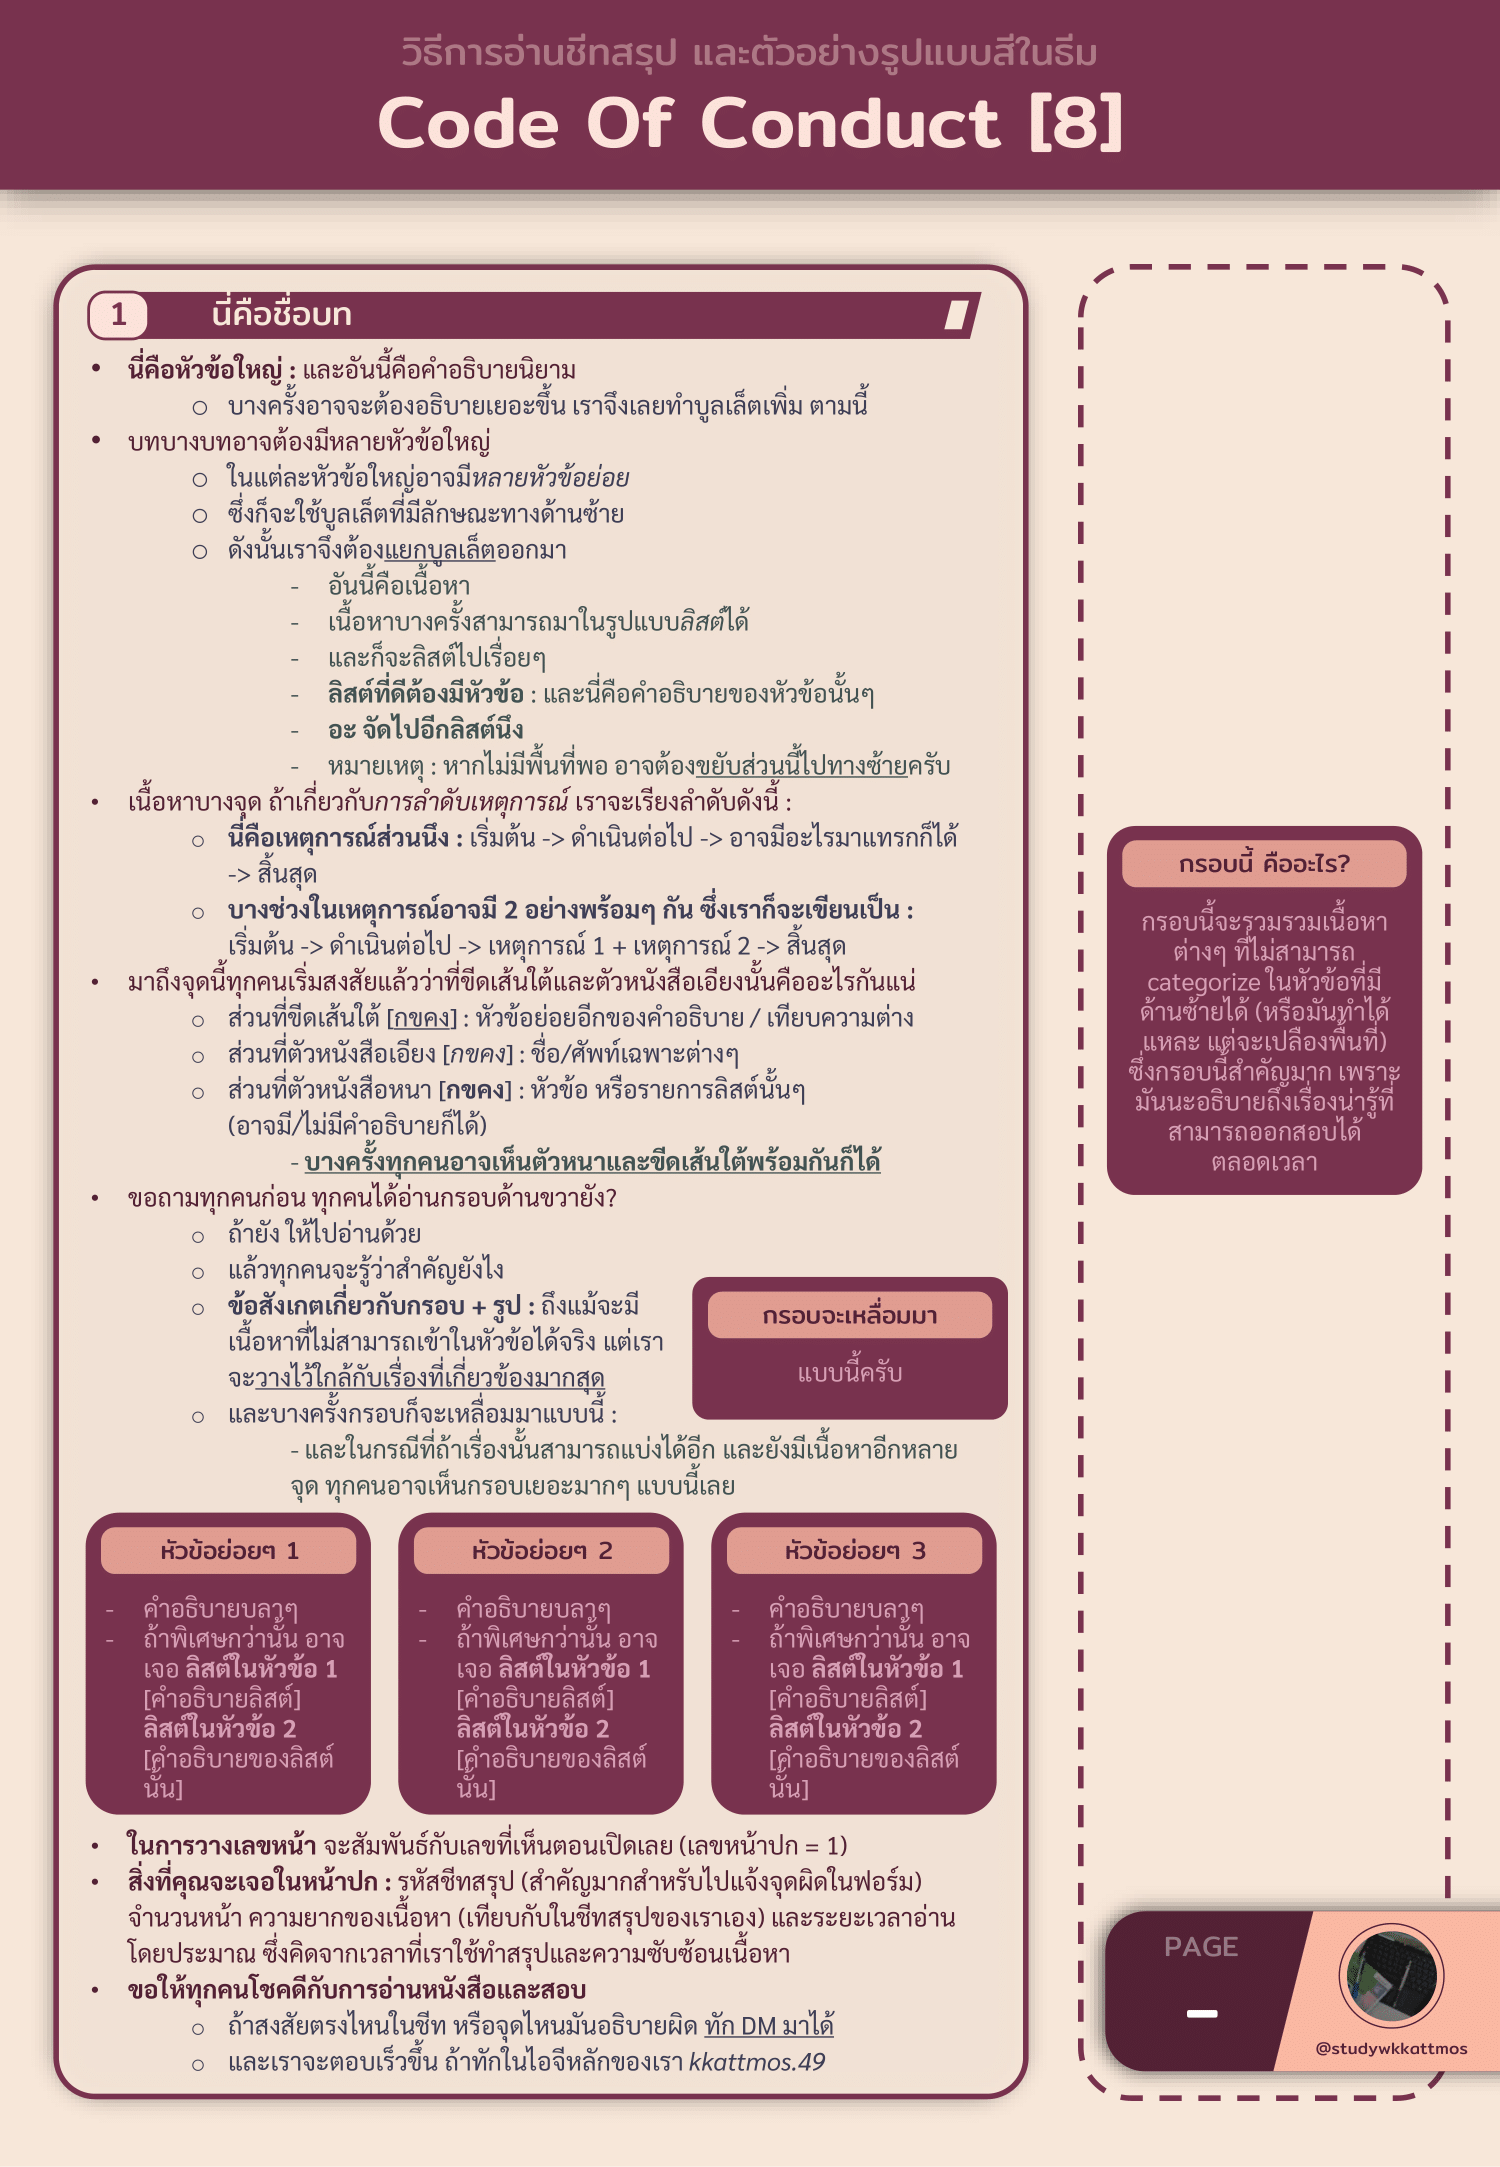 วิธีการอ่านชีทสรุป และตัวอย่างรูปแบบสีในธีม
Code Of Conduct [8]
1 นี่คือชื่อบท
• นี่คือหัวข้อใหญ่ : และอันนี้คือคำอธิบายนิยาม
○ บางครั้งอาจจะต้องอธิบายเยอะขึ้น เราจึงเลยทำบูลเล็ตเพิ่ม ตามนี้
• บทบางบทอาจต้องมีหลายหัวข้อใหญ่
○ ในแต่ละหัวข้อใหญ่อาจมีหลายหัวข้อย่อย
○ ซึ่งก็จะใช้บูลเล็ตที่มีลักษณะทางด้านซ้าย
○ ดังนั้นเราจึงต้องแยกบูลเล็ตออกมา
- อันนี้คือเนื้อหา
- เนื้อหาบางครั้งสามารถมาในรูปแบบลิสต์ได้
- และก็จะลิสต์ไปเรื่อยๆ
- ลิสต์ที่ดีต้องมีหัวข้อ : และนี่คือคำอธิบายของหัวข้อนั้นๆ
- อะ จัดไปอีกลิสต์นึง
- หมายเหตุ : หากไม่มีพื้นที่พอ อาจต้องขยับส่วนนี้ไปทางซ้ายครับ
• เนื้อหาบางจุด ถ้าเกี่ยวกับการลำดับเหตุการณ์ เราจะเรียงลำดับดังนี้ :
○ นี่คือเหตุการณ์ส่วนนึง : เริ่มต้น -> ดำเนินต่อไป -> อาจมีอะไรมาแทรกก็ได้
-> สิ้นสุด
○ บางช่วงในเหตุการณ์อาจมี 2 อย่างพร้อมๆ กัน ซึ่งเราก็จะเขียนเป็น :
เริ่มต้น -> ดำเนินต่อไป -> เหตุการณ์ 1 + เหตุการณ์ 2 -> สิ้นสุด
• มาถึงจุดนี้ทุกคนเริ่มสงสัยแล้วว่าที่ขีดเส้นใต้และตัวหนังสือเอียงนั้นคืออะไรกันแน่
○ ส่วนที่ขีดเส้นใต้ [กขคง] : หัวข้อย่อยอีกของคำอธิบาย / เทียบความต่าง
○ ส่วนที่ตัวหนังสือเอียง [กขคง] : ชื่อ/ศัพท์เฉพาะต่างๆ
○ ส่วนที่ตัวหนังสือหนา [กขคง] : หัวข้อ หรือรายการลิสต์นั้นๆ
(อาจมี/ไม่มีคำอธิบายก็ได้)
- บางครั้งทุกคนอาจเห็นตัวหนาและขีดเส้นใต้พร้อมกันก็ได้
• ขอถามทุกคนก่อน ทุกคนได้อ่านกรอบด้านขวายัง?
○ ถ้ายัง ให้ไปอ่านด้วย
○ แล้วทุกคนจะรู้ว่าสำคัญยังไง
○ ข้อสังเกตเกี่ยวกับกรอบ + รูป : ถึงแม้จะมี
เนื้อหาที่ไม่สามารถเข้าในหัวข้อได้จริง แต่เรา
จะวางไว้ใกล้กับเรื่องที่เกี่ยวข้องมากสุด
○ และบางครั้งกรอบก็จะเหลื่อมมาแบบนี้ :
- และในกรณีที่ถ้าเรื่องนั้นสามารถแบ่งได้อีก และยังมีเนื้อหาอีกหลาย
จุด ทุกคนอาจเห็นกรอบเยอะมากๆ แบบนี้เลย
กรอบจะเหลื่อมมา
แบบนี้ครับ
หัวข้อย่อยๆ 1
- คำอธิบายบลาๆ
- ถ้าพิเศษกว่านั้น อาจ
เจอ ลิสต์ในหัวข้อ 1
[คำอธิบายลิสต์]
ลิสต์ในหัวข้อ 2
[คำอธิบายของลิสต์
นั้น]
หัวข้อย่อยๆ 2
- คำอธิบายบลาๆ
- ถ้าพิเศษกว่านั้น อาจ
เจอ ลิสต์ในหัวข้อ 1
[คำอธิบายลิสต์]
ลิสต์ในหัวข้อ 2
[คำอธิบายของลิสต์
นั้น]
หัวข้อย่อยๆ 3
- คำอธิบายบลาๆ
- ถ้าพิเศษกว่านั้น อาจ
เจอ ลิสต์ในหัวข้อ 1
[คำอธิบายลิสต์]
ลิสต์ในหัวข้อ 2
[คำอธิบายของลิสต์
นั้น]
• ในการวางเลขหน้า จะสัมพันธ์กับเลขที่เห็นตอนเปิดเลย (เลขหน้าปก = 1)
• สิ่งที่คุณจะเจอในหน้าปก : รหัสชีทสรุป (สำคัญมากสำหรับไปแจ้งจุดผิดในฟอร์ม)
จำนวนหน้า ความยากของเนื้อหา (เทียบกับในชีทสรุปของเราเอง) และระยะเวลาอ่าน
โดยประมาณ ซึ่งคิดจากเวลาที่เราใช้ทำสรุปและความซับซ้อนเนื้อหา
• ขอให้ทุกคนโชคดีกับการอ่านหนังสือและสอบ
○ ถ้าสงสัยตรงไหนในชีท หรือจุดไหนมันอธิบายผิด ทัก DM มาได้
○ และเราจะตอบเร็วขึ้น ถ้าทักในไอจีหลักของเรา kkattmos.49
กรอบนี้ คืออะไร?
กรอบนี้จะรวมรวมเนื้อหา
ต่างๆ ที่ไม่สามารถ
categorize ในหัวข้อที่มี
ด้านซ้ายได้ (หรือมันทำได้
แหละ แต่จะเปลืองพื้นที่)
ซึ่งกรอบนี้สำคัญมาก เพราะ
มันนะอธิบายถึงเรื่องน่ารู้ที่
สามารถออกสอบได้
ตลอดเวลา
PAGE
-
@studywkkattmos